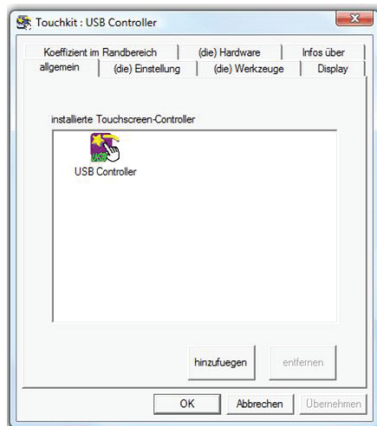 Touchkit : USB Controller
Koeffizient im Randbereich (die) Hardware Infos über
allgemein (die) Einstellung (die) Werkzeuge Display
installierte Touchscreen-Controller
USB
USB Controller
hinzufuegen entfernen
OK Abbrechen Übernehmen